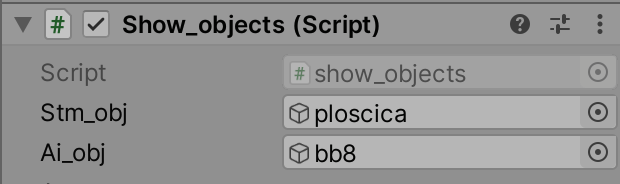 Show_objects (Script)
Script show_objects
Stm_obj ploscica
Ai_obj bb8